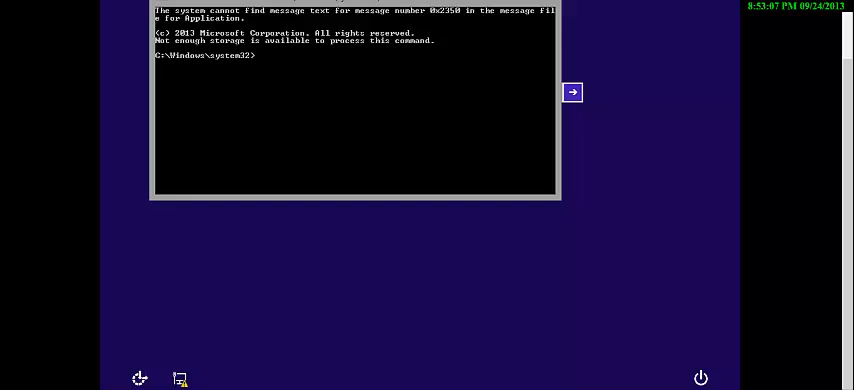 8:53:07 PM 09/24/2013
The system cannot find message text for message number 0x2350 in the message fil
e for Application.
(c) 2013 Microsoft Corporation. All rights reserved.
Not enough storage is available to process this command.
C:\Windows\system32>